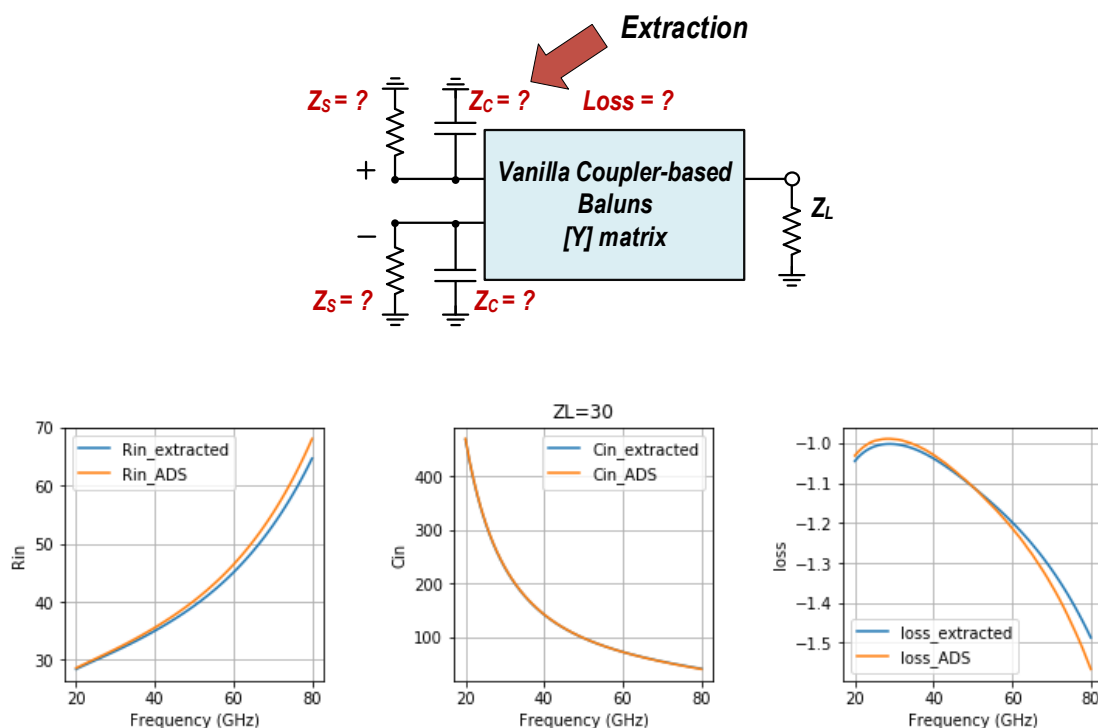 Extraction
Z_S = ? Z_C = ? Loss = ?
+
Vanilla Coupler-based
Baluns
[Y] matrix
Z_L
−
Z_S = ? Z_C = ?
ZL=30
70
60
50
40
30
Rin
Rin_extracted
Rin_ADS
20 40 60 80
Frequency (GHz)
400
300
200
100
Cin
Cin_extracted
Cin_ADS
20 40 60 80
Frequency (GHz)
−1.0
−1.1
−1.2
−1.3
−1.4
−1.5
loss
loss_extracted
loss_ADS
20 40 60 80
Frequency (GHz)